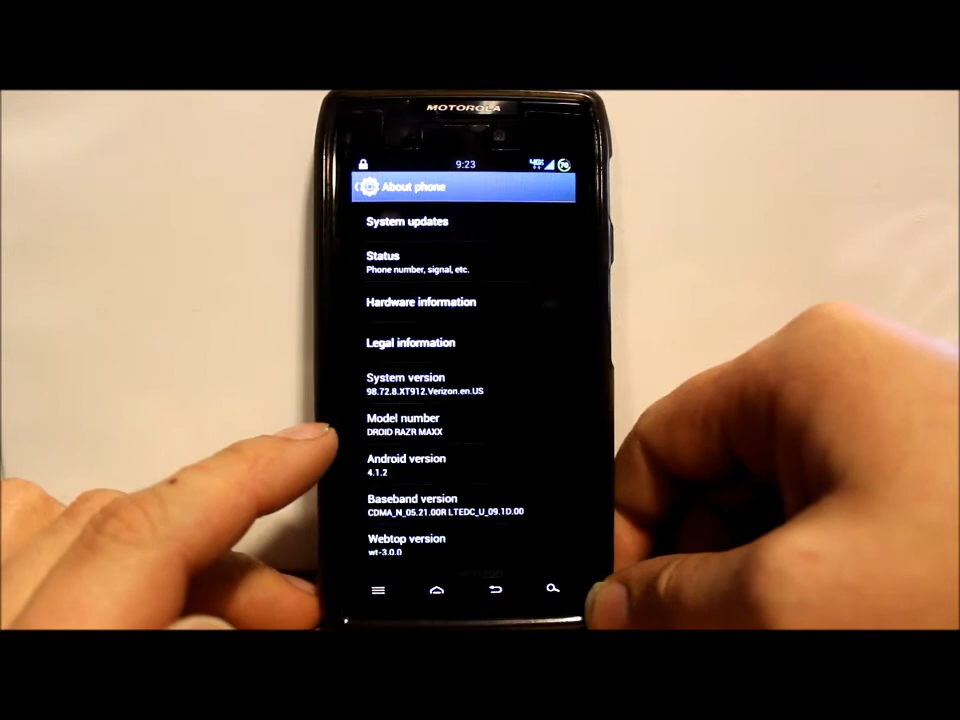 MOTOROLA
9:23
About phone
System updates
Status
Phone number, signal, etc.
Hardware information
Legal information
System version
98.72.8.XT912.Verizon.en.US
Model number
DROID RAZR MAXX
Android version
4.1.2
Baseband version
CDMA_N_05.21.00R LTEDC_U_09.1D.00
Webtop version
wt-3.0.0